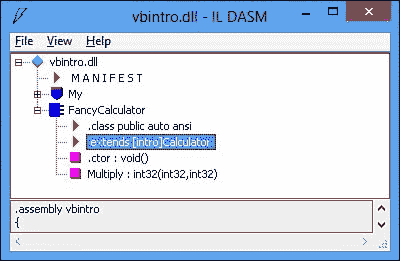 vbintro.dll - IL DASM
File View Help
vbintro.dll
MANIFEST
My
FancyCalculator
.class public auto ansi
extends [intro]Calculator
.ctor : void()
Multiply : int32(int32,int32)
.assembly vbintro
{